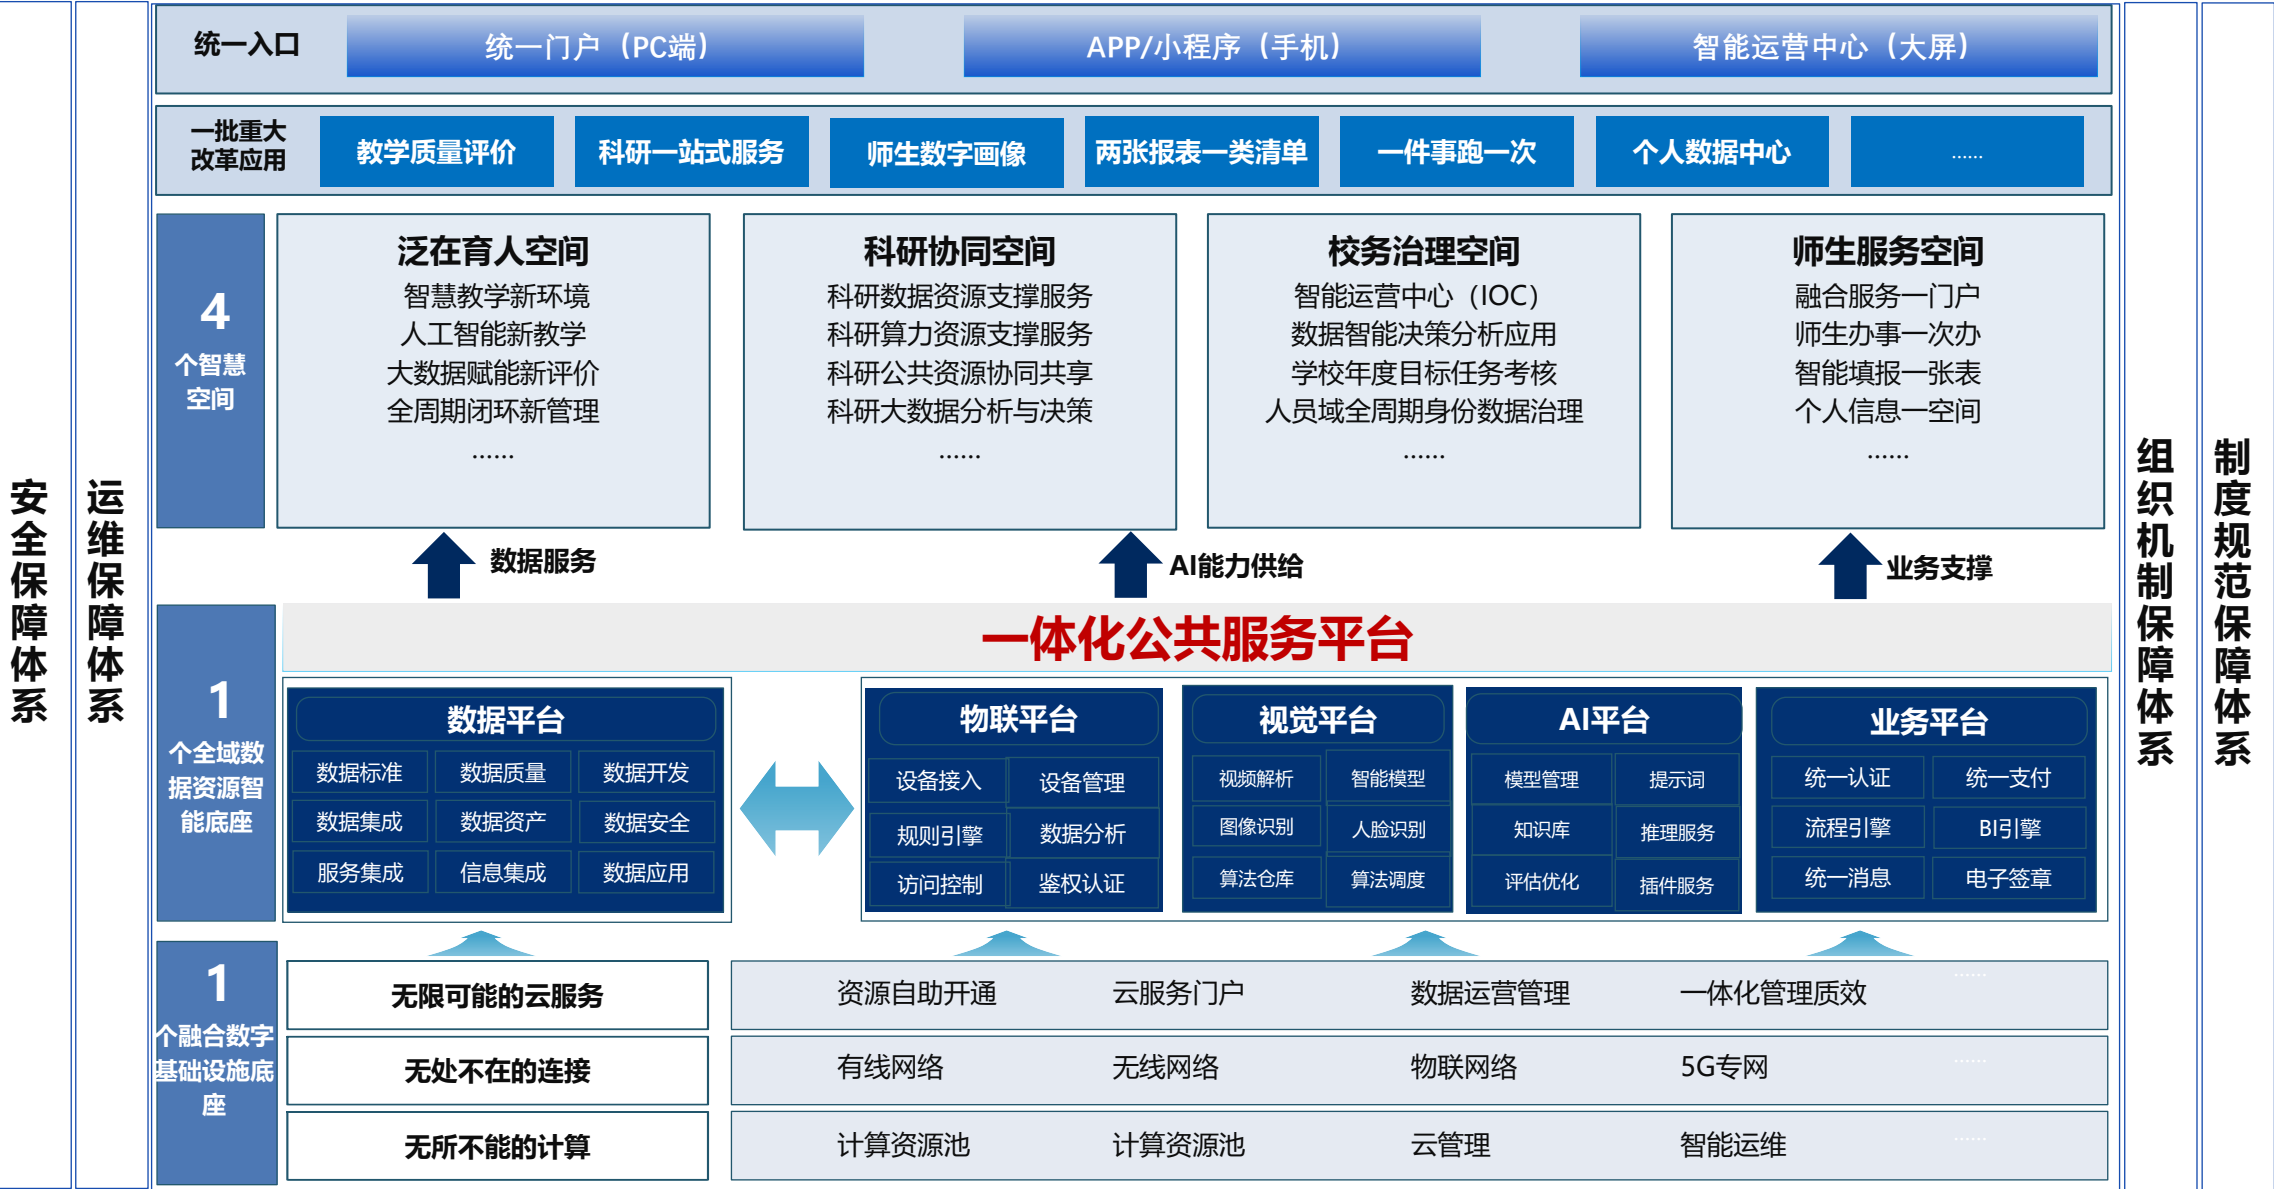 安全保障体系
运维保障体系
统一入口
统一门户（PC端）
APP/小程序（手机）
智能运营中心（大屏）
一批重大
改革应用
教学质量评价
科研一站式服务
师生数字画像
两张报表一类清单
一件事跑一次
个人数据中心
......
4
个智慧
空间
泛在育人空间
智慧教学新环境
人工智能新教学
大数据赋能新评价
全周期闭环新管理
......
科研协同空间
科研数据资源支撑服务
科研算力资源支撑服务
科研公共资源协同共享
科研大数据分析与决策
......
校务治理空间
智能运营中心（IOC）
数据智能决策分析应用
学校年度目标任务考核
人员域全周期身份数据治理
......
师生服务空间
融合服务一门户
师生办事一次办
智能填报一张表
个人信息一空间
......
数据服务
AI能力供给
业务支撑
1
个全域数
据资源智
能底座
一体化公共服务平台
数据平台
数据标准
数据质量
数据开发
数据集成
数据资产
数据安全
服务集成
信息集成
数据应用
物联平台
设备接入
设备管理
规则引擎
数据分析
访问控制
鉴权认证
视觉平台
视频解析
智能模型
图像识别
人脸识别
算法仓库
算法调度
AI平台
模型管理
提示词
知识库
推理服务
评估优化
插件服务
业务平台
统一认证
统一支付
流程引擎
BI引擎
统一消息
电子签章
1
个融合数字
基础设施底
座
无限可能的云服务
资源自助开通
云服务门户
数据运营管理
一体化管理质效
......
无处不在的连接
有线网络
无线网络
物联网络
5G专网
......
无所不能的计算
计算资源池
计算资源池
云管理
智能运维
......
组织机制保障体系
制度规范保障体系